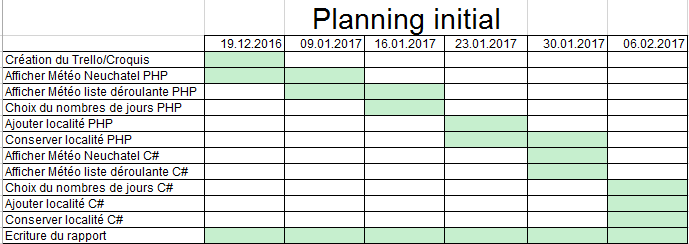 Planning initial
19.12.2016 09.01.2017 16.01.2017 23.01.2017 30.01.2017 06.02.2017
Création du Trello/Croquis
Afficher Météo Neuchatel PHP
Afficher Météo liste déroulante PHP
Choix du nombres de jours PHP
Ajouter localité PHP
Conserver localité PHP
Afficher Météo Neuchatel C#
Afficher Météo liste déroulante C#
Choix du nombres de jours C#
Ajouter localité C#
Conserver localité C#
Ecriture du rapport